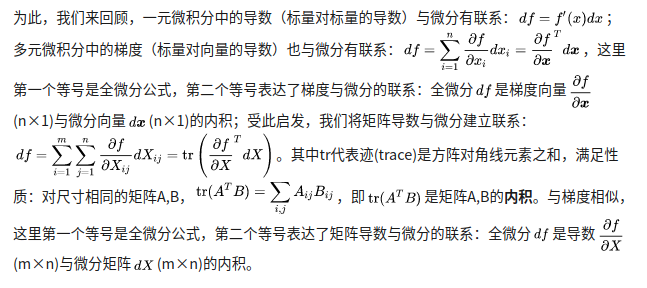 为此，我们来回顾，一元微积分中的导数（标量对标量的导数）与微分有联系：$df = f'(x)dx$；
多元微积分中的梯度（标量对向量的导数）也与微分有联系：$df = \sum_{i=1}^{n} \frac{\partial f}{\partial x_i} dx_i = \frac{\partial f}{\partial \boldsymbol{x}}^T d\boldsymbol{x}$，这里
第一个等号是全微分公式，第二个等号表达了梯度与微分的联系：全微分 $df$ 是梯度向量 $\frac{\partial f}{\partial \boldsymbol{x}}$
(n×1)与微分向量 $d\boldsymbol{x}$ (n×1)的内积；受此启发，我们将矩阵导数与微分建立联系：
$df = \sum_{i=1}^{m} \sum_{j=1}^{n} \frac{\partial f}{\partial X_{ij}} dX_{ij} = \text{tr}\left(\frac{\partial f}{\partial X}^T dX\right)$。其中tr代表迹(trace)是方阵对角线元素之和，满足性
质：对尺寸相同的矩阵A,B，$\text{tr}(A^T B) = \sum_{i,j} A_{ij} B_{ij}$，即 $\text{tr}(A^T B)$ 是矩阵A,B的内积。与梯度相似，
这里第一个等号是全微分公式，第二个等号表达了矩阵导数与微分的联系：全微分 $df$ 是导数 $\frac{\partial f}{\partial X}$
(m×n)与微分矩阵 $dX$ (m×n)的内积。